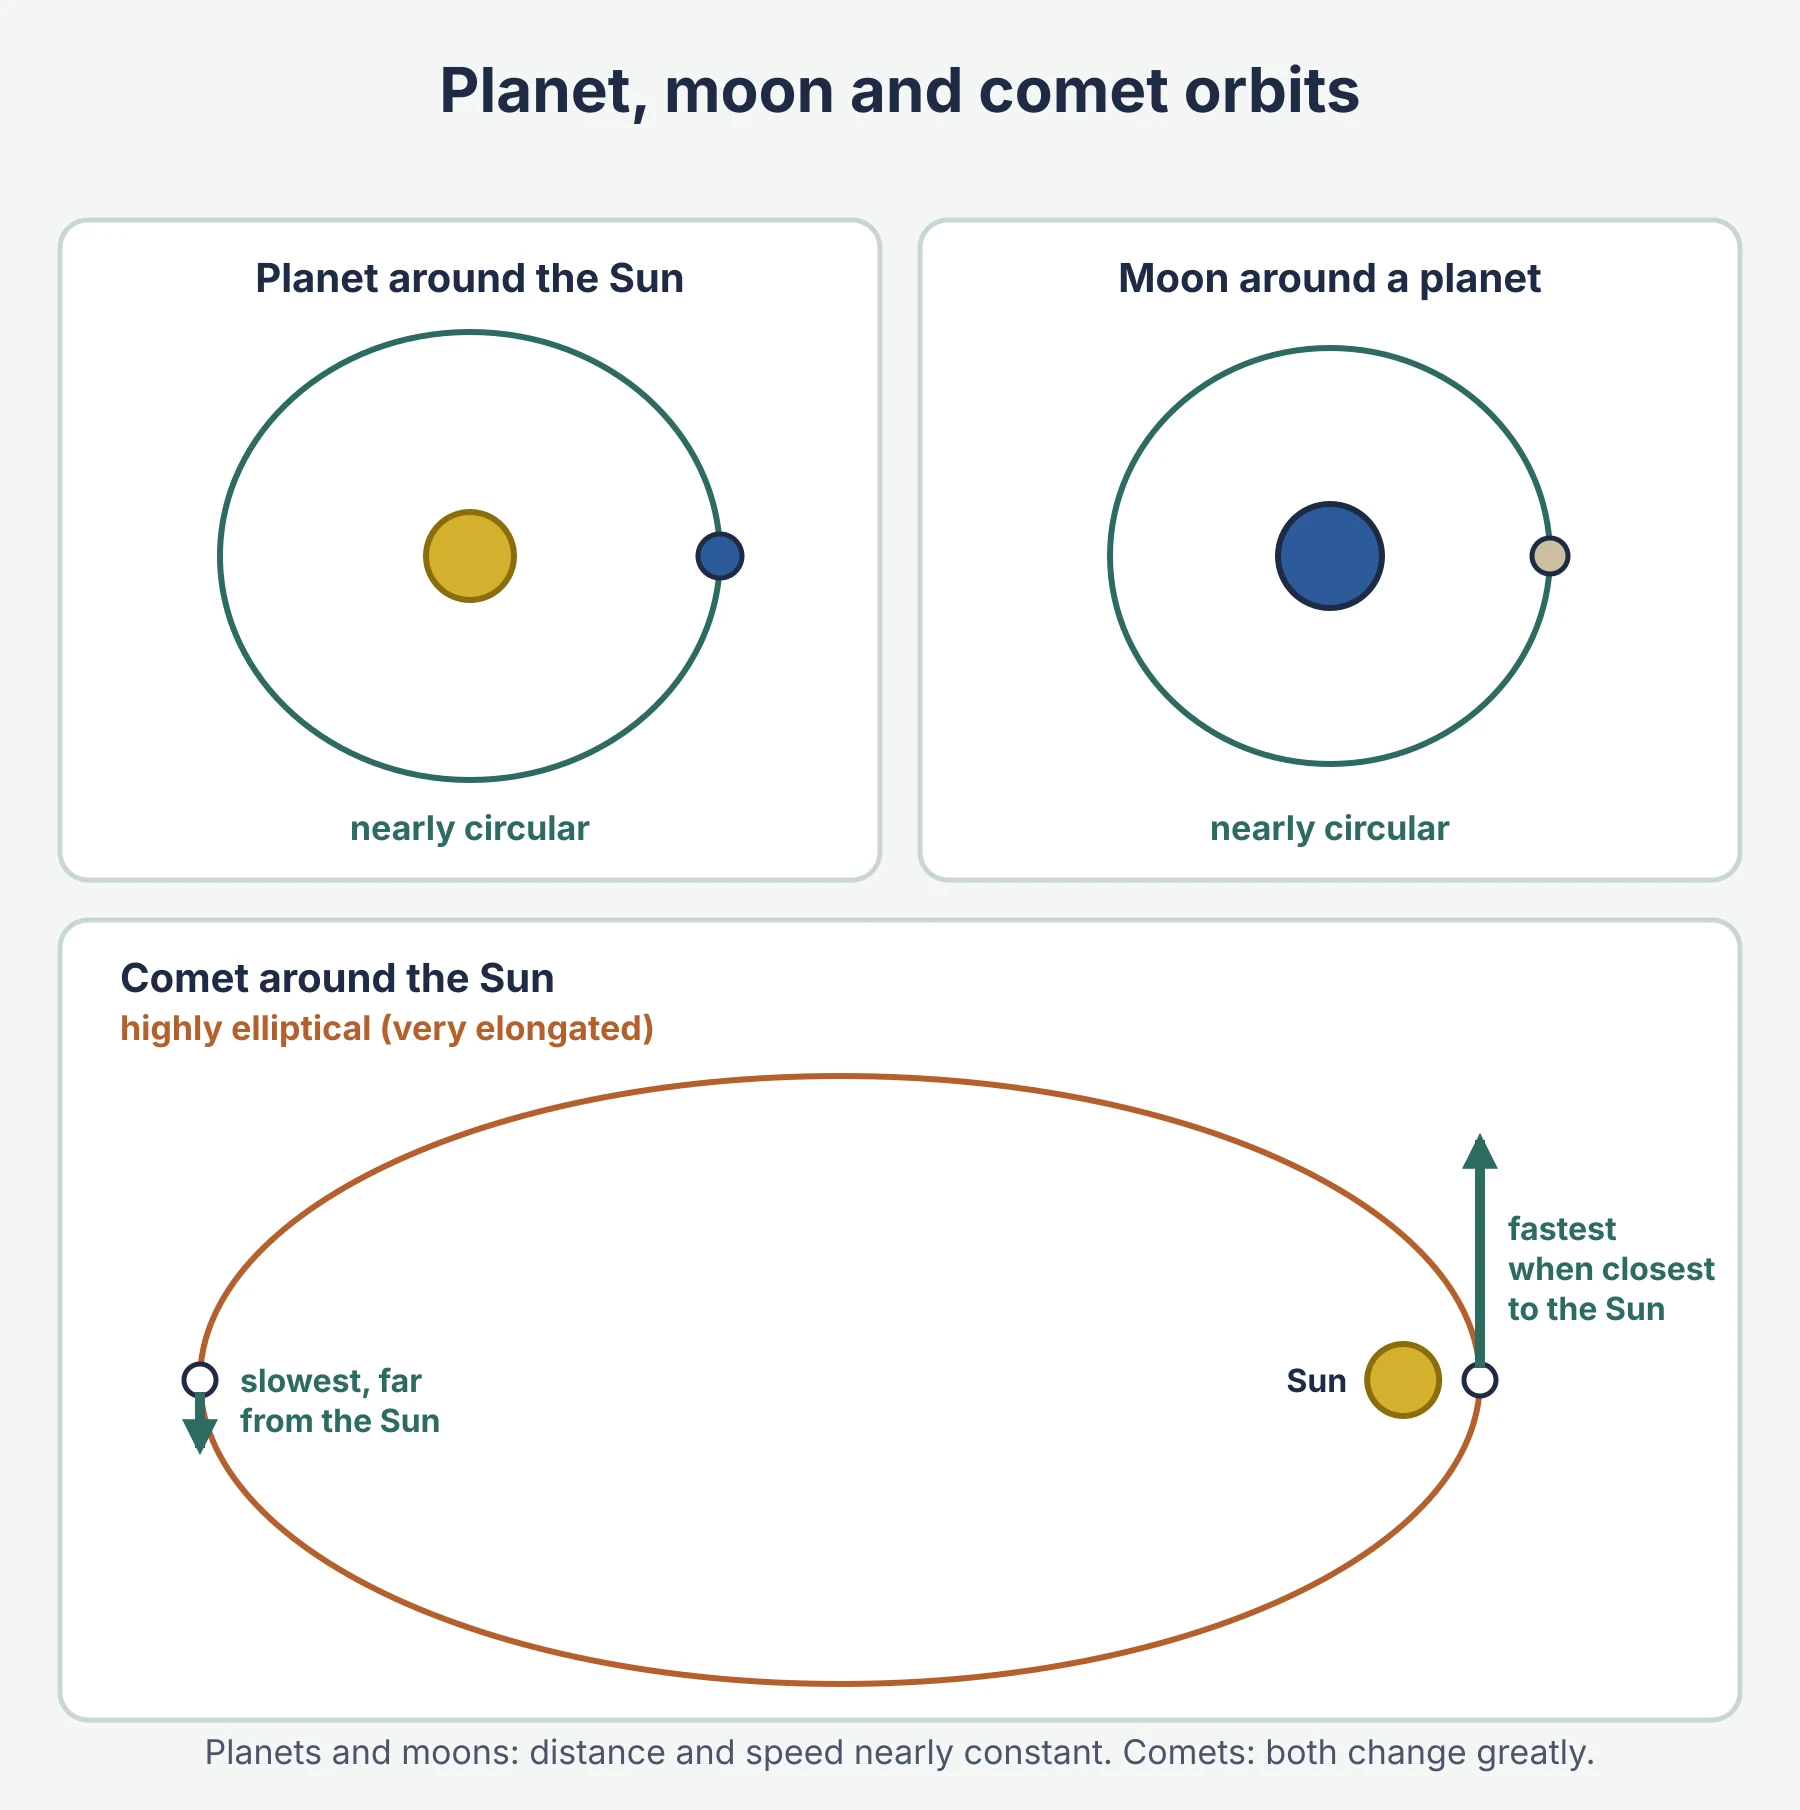 Planet, moon and comet orbits
Planet around the Sun
nearly circular
Moon around a planet
nearly circular
Comet around the Sun
highly elliptical (very elongated)
fastest
when closest
to the Sun
Sun
slowest, far
from the Sun
Planets and moons: distance and speed nearly constant. Comets: both change greatly.